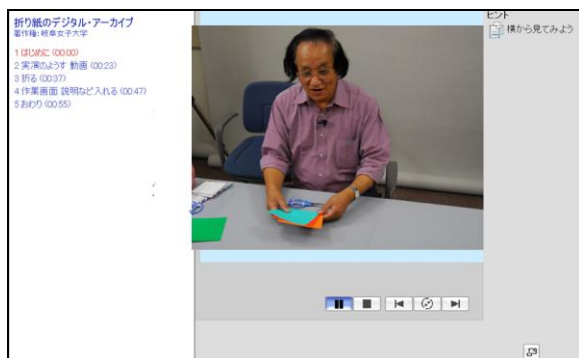 折り紙のデジタル・アーカイブ
著作権: 岐阜女子大学
1 はじめに (00:00)
2 実演のようす 動画 (00:23)
3 折る (00:37)
4 作業画面 説明など入れる (00:47)
5 おわり (00:55)
ヒント
横から見てみよう